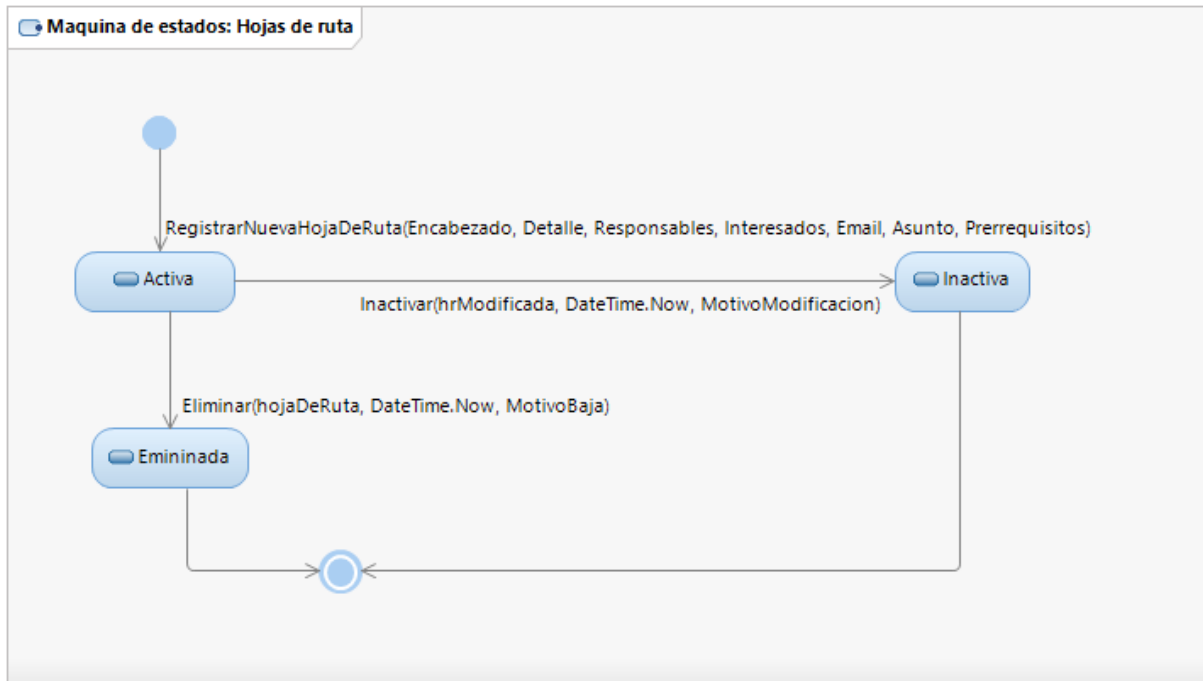 Maquina de estados: Hojas de ruta
RegistrarNuevaHojaDeRuta(Encabezado, Detalle, Responsables, Interesados, Email, Asunto, Prerrequisitos)
Activa
Inactiva
Inactivar(hrModificada, DateTime.Now, MotivoModificacion)
Eliminar(hojaDeRuta, DateTime.Now, MotivoBaja)
Emininada